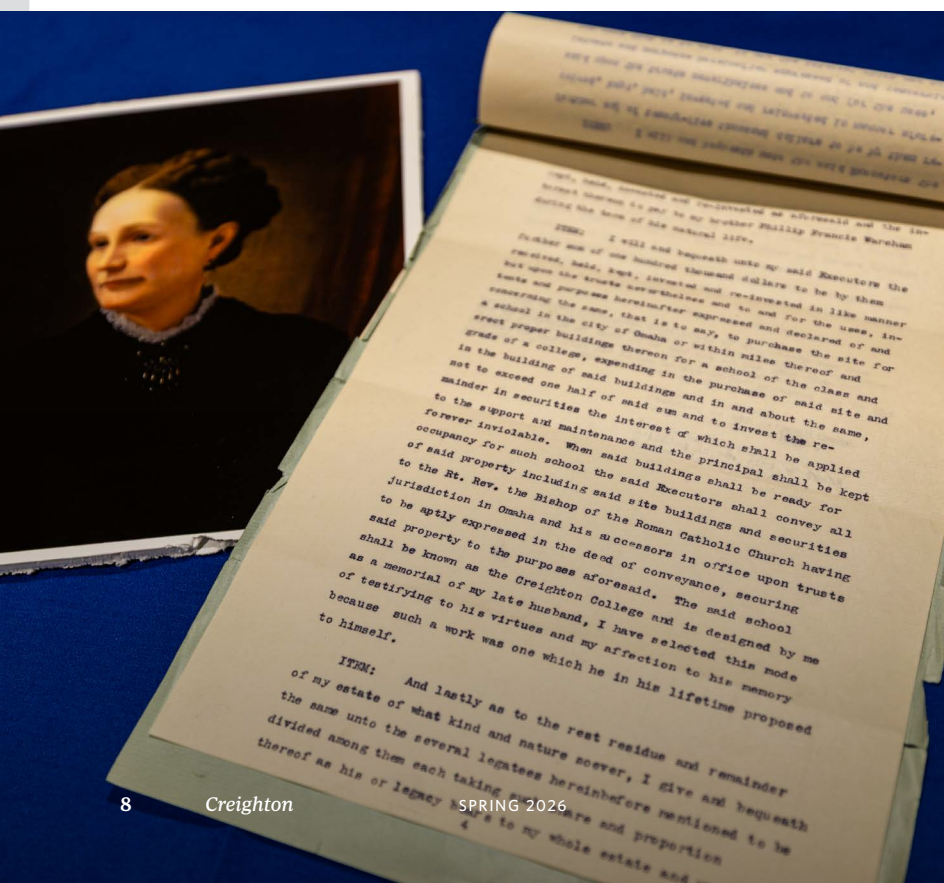 kept, held, invested and re-invested as aforesaid and the in-
terest thereon to pay to my brother Phillip Francis Wareham
during the term of his natural life.
ITEM: I will and bequeath unto my said Executors the
further sum of one hundred thousand dollars to be by them
received, held, kept, invested and re-invested in like manner
but upon the trusts nevertheless and to and for the uses, in-
tents and purposes hereinafter expressed and declared of and
concerning the same, that is to say, to purchase the site for
a school in the city of Omaha or within miles thereof and
erect proper buildings thereon for a school of the class and
grade of a college, expending in the purchase of said site and
in the building of said buildings and in and about the same,
not to exceed one half of said sum and to invest the re-
mainder in securities the interest of which shall be applied
to the support and maintenance and the principal shall be kept
forever inviolable. When said buildings shall be ready for
occupancy for such school the said Executors shall convey all
of said property including said site buildings and securities
to the Rt. Rev. the Bishop of the Roman Catholic Church having
jurisdiction in Omaha and his successors in office upon trusts
to be aptly expressed in the deed of conveyance, securing
said property to the purposes aforesaid. The said school
shall be known as the Creighton College and is designed by me
as a memorial of my late husband, I have selected this mode
of testifying to his virtues and my affection to his memory
because such a work was one which he in his lifetime proposed
to himself.
ITEM: And lastly as to the rest residue and remainder
of my estate of what kind and nature soever, I give and bequeath
the same unto the several legatees hereinbefore mentioned to be
divided among them each taking such share and proportion
thereof as his or legacy bears to my whole estate and
4
8 Creighton SPRING 2026